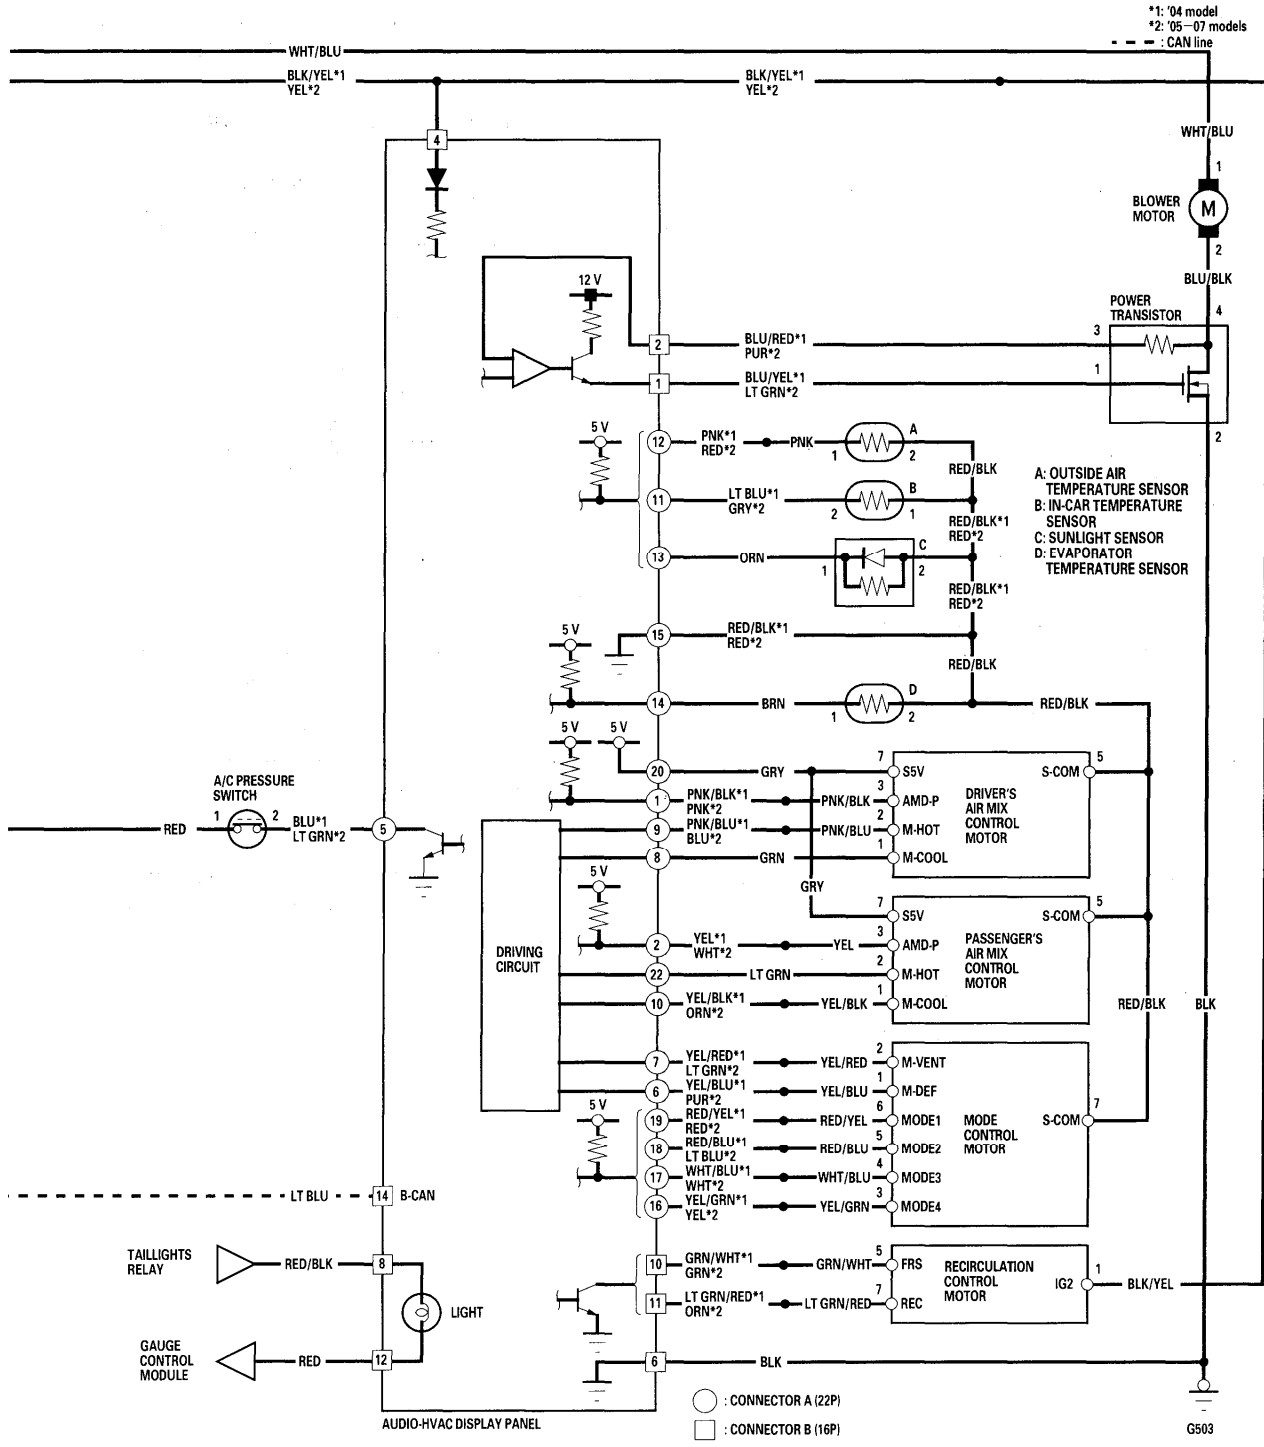 *1: '04 model
*2: '05–07 models
: CAN line
WHT/BLU
BLK/YEL*1
YEL*2
BLK/YEL*1
YEL*2
WHT/BLU
4
1
BLOWER
MOTOR
M
2
BLU/BLK
12 V
POWER
TRANSISTOR
4
2
BLU/RED*1
PUR*2
3
1
BLU/YEL*1
LT GRN*2
1
2
5 V
12
PNK*1
RED*2
PNK
1
A
2
RED/BLK
11
LT BLU*1
GRY*2
2
B
1
RED/BLK*1
RED*2
13
ORN
1
C
2
RED/BLK*1
RED*2
A: OUTSIDE AIR
TEMPERATURE SENSOR
B: IN-CAR TEMPERATURE
SENSOR
C: SUNLIGHT SENSOR
D: EVAPORATOR
TEMPERATURE SENSOR
5 V
15
RED/BLK*1
RED*2
RED/BLK
14
BRN
1
D
2
RED/BLK
5 V
5 V
20
GRY
7
S5V
S-COM
5
1
PNK/BLK*1
PNK*2
PNK/BLK
3
AMD-P
9
PNK/BLU*1
BLU*2
PNK/BLU
2
M-HOT
8
GRN
1
M-COOL
DRIVER'S
AIR MIX
CONTROL
MOTOR
A/C PRESSURE
SWITCH
RED
1
2
BLU*1
LT GRN*2
5
GRY
5 V
7
S5V
S-COM
5
2
YEL*1
WHT*2
YEL
3
AMD-P
22
LT GRN
2
M-HOT
10
YEL/BLK*1
ORN*2
YEL/BLK
1
M-COOL
PASSENGER'S
AIR MIX
CONTROL
MOTOR
DRIVING
CIRCUIT
RED/BLK
BLK
7
YEL/RED*1
LT GRN*2
YEL/RED
2
M-VENT
6
YEL/BLU*1
PUR*2
YEL/BLU
1
M-DEF
5 V
19
RED/YEL*1
RED*2
RED/YEL
6
MODE1
18
RED/BLU*1
LT BLU*2
RED/BLU
5
MODE2
17
WHT/BLU*1
WHT*2
WHT/BLU
4
MODE3
16
YEL/GRN*1
YEL*2
YEL/GRN
3
MODE4
MODE
CONTROL
MOTOR
S-COM
7
LT BLU
14
B-CAN
TAILLIGHTS
RELAY
RED/BLK
8
LIGHT
GAUGE
CONTROL
MODULE
RED
12
10
GRN/WHT*1
GRN*2
GRN/WHT
5
FRS
11
LT GRN/RED*1
ORN*2
LT GRN/RED
7
REC
RECIRCULATION
CONTROL
MOTOR
IG2
1
BLK/YEL
6
BLK
G503
AUDIO-HVAC DISPLAY PANEL
: CONNECTOR A (22P)
: CONNECTOR B (16P)